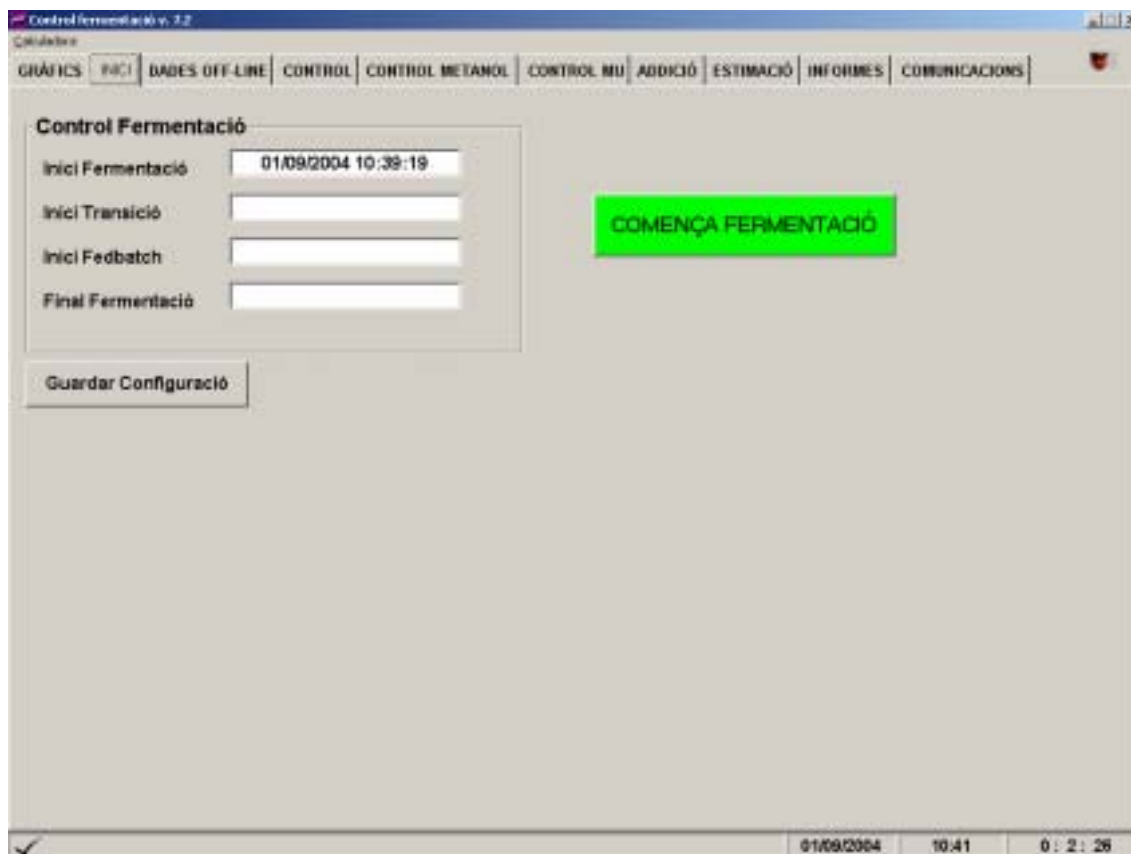 Control fermentació v. 7.2
Calculadora
GRÀFICS INICI DADES OFF-LINE CONTROL CONTROL METANOL CONTROL MU ADDICIÓ ESTIMACIÓ INFORMES COMUNICACIONS
Control Fermentació
Inici Fermentació 01/09/2004 10:39:19
Inici Transició
Inici Fedbatch
Final Fermentació
COMENÇA FERMENTACIÓ
Guardar Configuració
01/09/2004 10:41 0 : 2 : 26